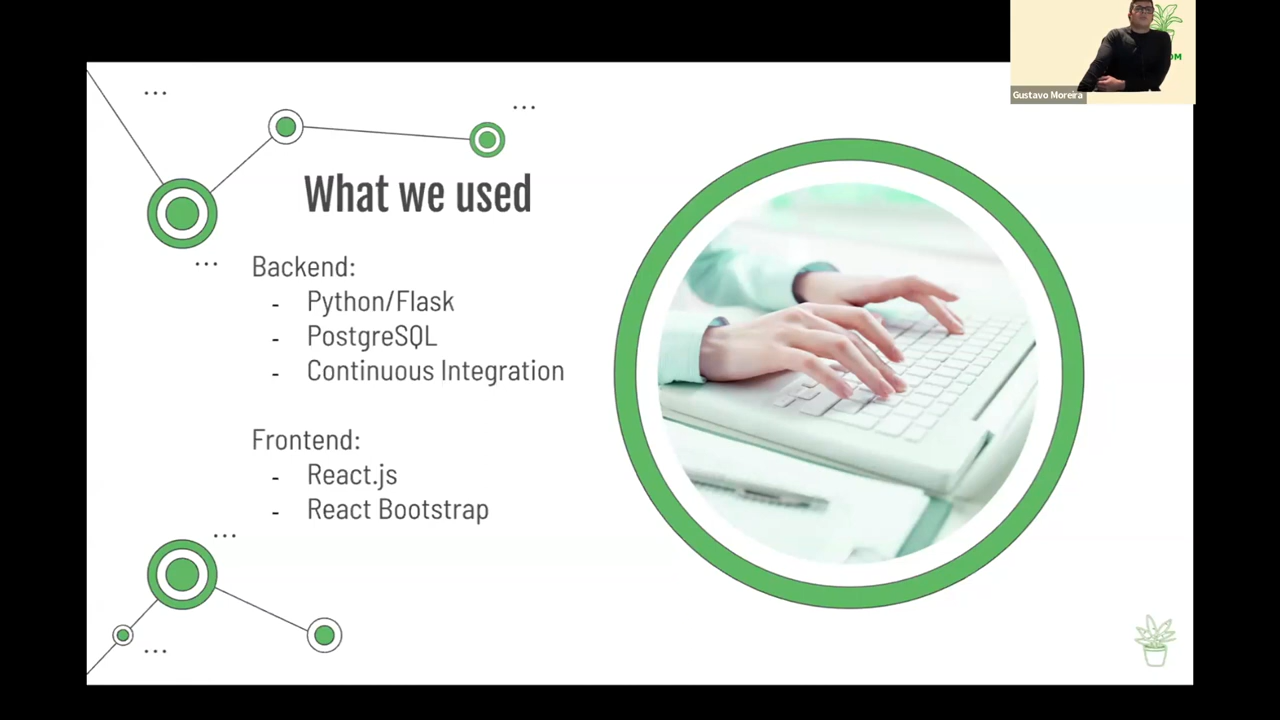 Gustavo Moreira
What we used
Backend:
- Python/Flask
- PostgreSQL
- Continuous Integration
Frontend:
- React.js
- React Bootstrap